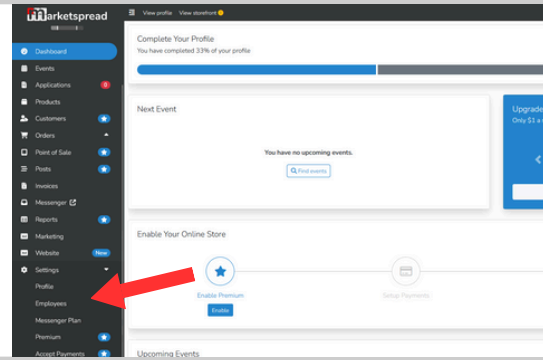 marketspread
View profile View storefront
Dashboard
Events
Applications 0
Products
Customers
Orders
Point of Sale
Posts
Invoices
Messenger
Reports
Marketing
Website New
Settings
Profile
Employees
Messenger Plan
Premium
Accept Payments
Complete Your Profile
You have completed 33% of your profile
Next Event
You have no upcoming events.
Find events
Upgrade
Only $1 a
Enable Your Online Store
Enable Premium
Setup Payments
Enable
Upcoming Events